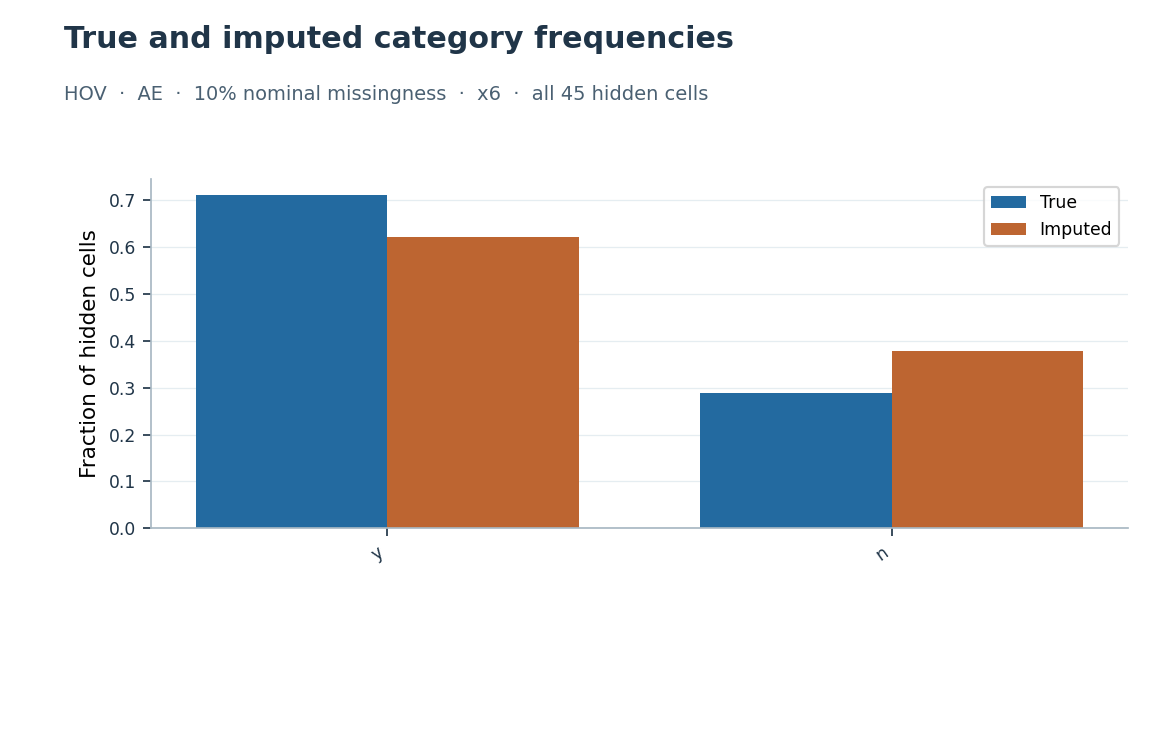 True and imputed category frequencies
HOV · AE · 10% nominal missingness · x6 · all 45 hidden cells
Fraction of hidden cells
0.7
0.6
0.5
0.4
0.3
0.2
0.1
0.0
True
Imputed
y
n